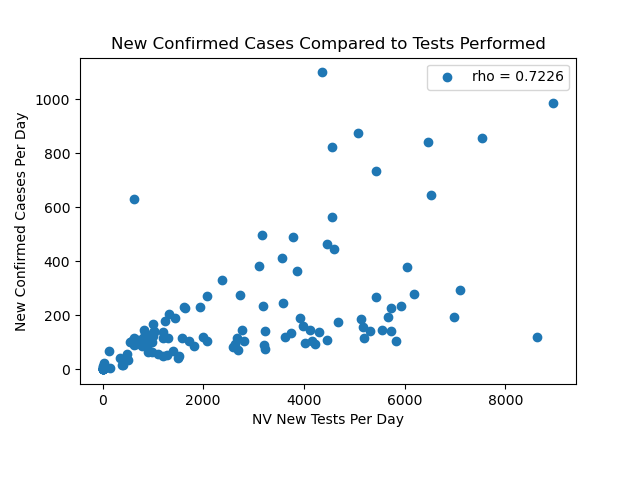 New Confirmed Cases Compared to Tests Performed
rho = 0.7226
New Confirmed Caeses Per Day
1000
800
600
400
200
0
0 2000 4000 6000 8000
NV New Tests Per Day